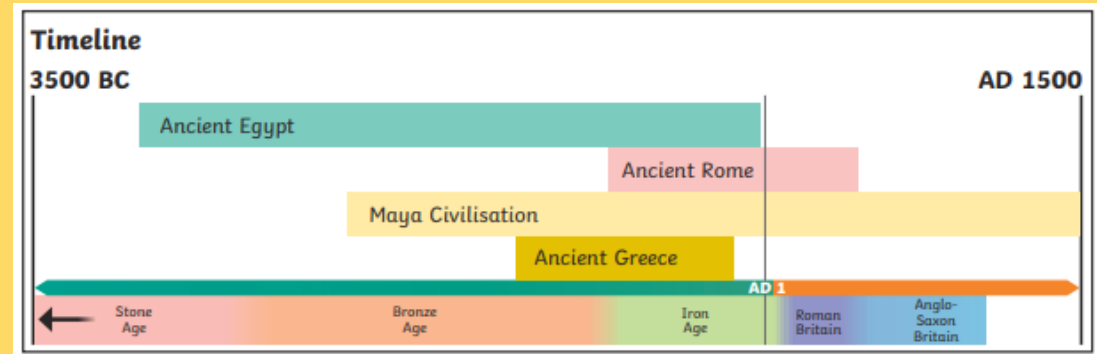 Timeline
3500 BC
AD 1500
Ancient Egypt
Ancient Rome
Maya Civilisation
Ancient Greece
AD 1
Stone
Age
Bronze
Age
Iron
Age
Roman
Britain
Anglo-
Saxon
Britain